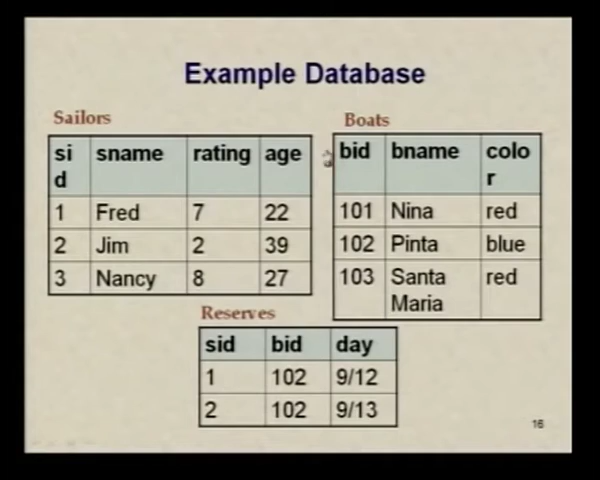 Example Database
Sailors
si
d sname rating age
1 Fred 7 22
2 Jim 2 39
3 Nancy 8 27
Boats
bid bname colo
r
101 Nina red
102 Pinta blue
103 Santa
Maria red
Reserves
sid bid day
1 102 9/12
2 102 9/13
16